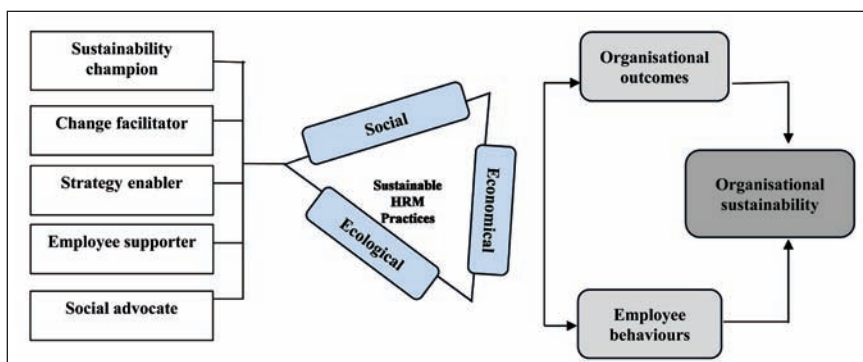 Sustainability
champion
Change facilitator
Strategy enabler
Employee supporter
Social advocate
Social
Economical
Ecological
Sustainable
HRM
Practices
Organisational
outcomes
Organisational
sustainability
Employee
behaviours